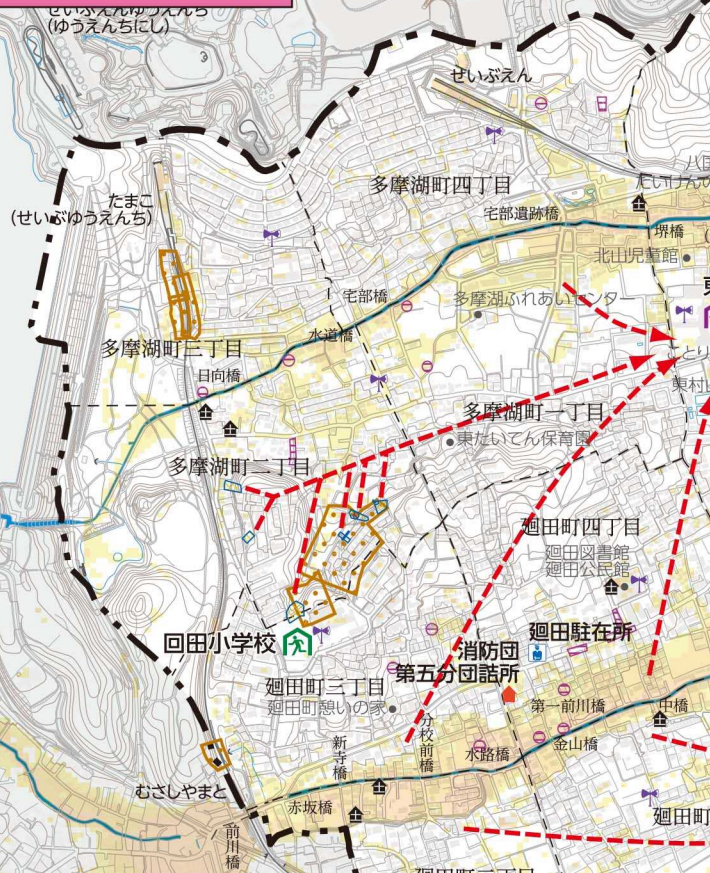 せいぶえんゆうえんち
(ゆうえんちにし)
せいぶえん
たまこ
(せいぶゆうえんち)
多摩湖町四丁目
宅部遺跡橋
堺橋
北山児童館
宅部橋
多摩湖ふれあいセンター
水道橋
多摩湖町三丁目
日向橋
多摩湖町一丁目
東たいてん保育園
多摩湖町二丁目
廻田町四丁目
廻田図書館
廻田公民館
回田小学校
廻田駐在所
消防団
第五分団詰所
廻田町三丁目
廻田町憩いの家
第一前川橋
中橋
分校前橋
新寺橋
水路橋
金山橋
むさしやまと
赤坂橋
前川橋
廻田町